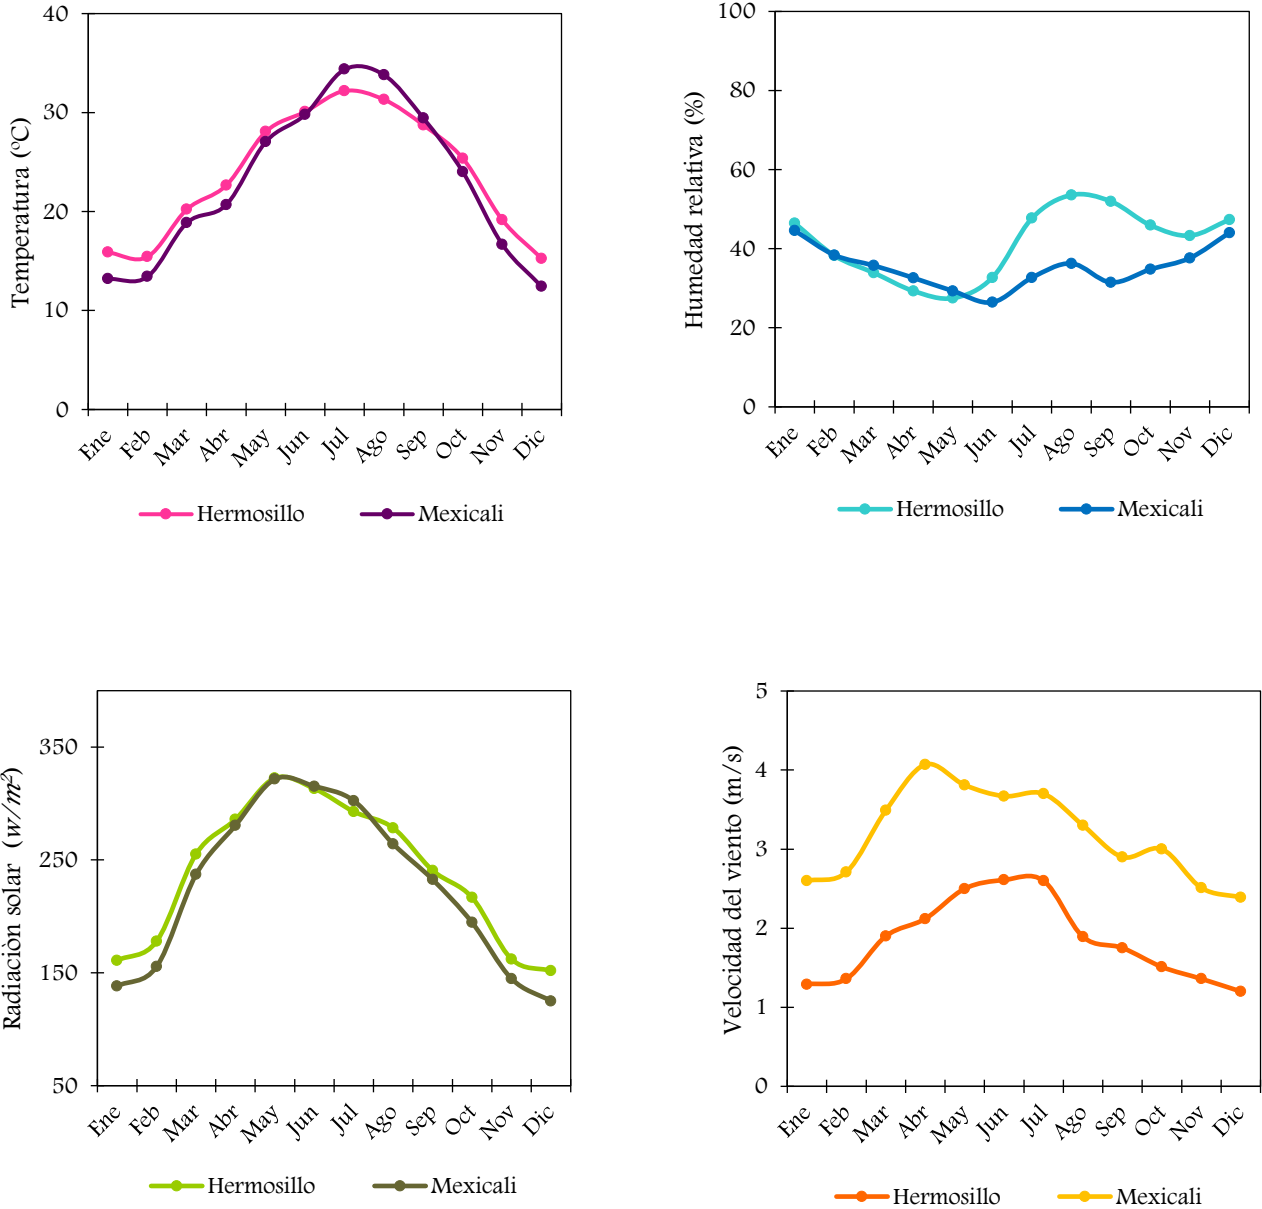 40
30
20
10
0
Temperatura (ºC)
Ene Feb Mar Abr May Jun Jul Ago Sep Oct Nov Dic
Hermosillo Mexicali
100
80
60
40
20
0
Humedad relativa (%)
Ene Feb Mar Abr May Jun Jul Ago Sep Oct Nov Dic
Hermosillo Mexicali
350
250
150
50
Radiaciòn solar (w/m²)
Ene Feb Mar Abr May Jun Jul Ago Sep Oct Nov Dic
Hermosillo Mexicali
5
4
3
2
1
0
Velocidad del viento (m/s)
Ene Feb Mar Abr May Jun Jul Ago Sep Oct Nov Dic
Hermosillo Mexicali